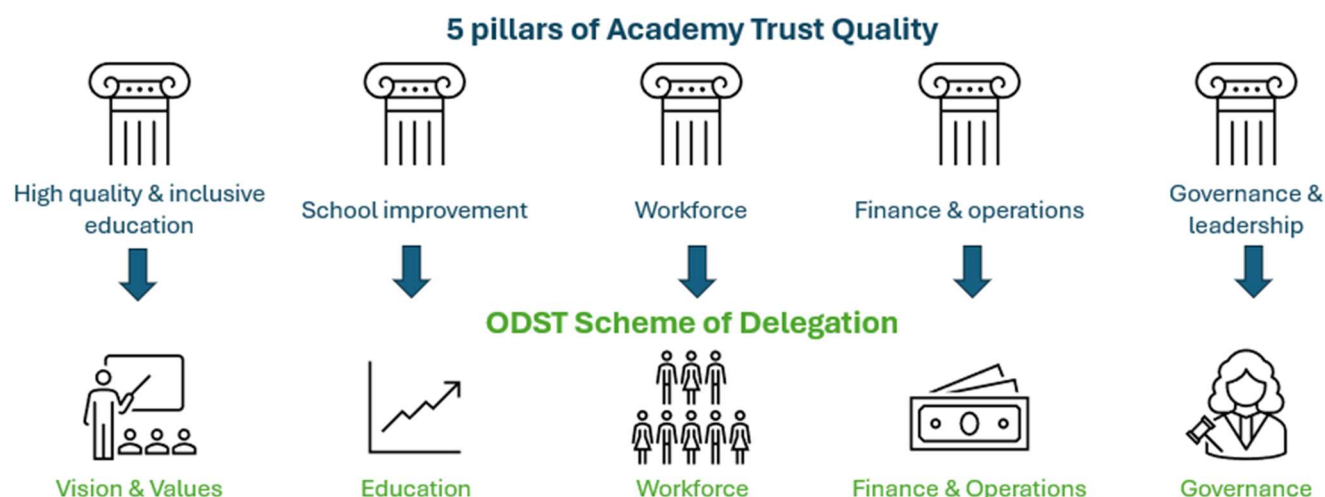 5 pillars of Academy Trust Quality
High quality & inclusive
education
School improvement
Workforce
Finance & operations
Governance &
leadership
ODST Scheme of Delegation
Vision & Values
Education
Workforce
Finance & Operations
Governance